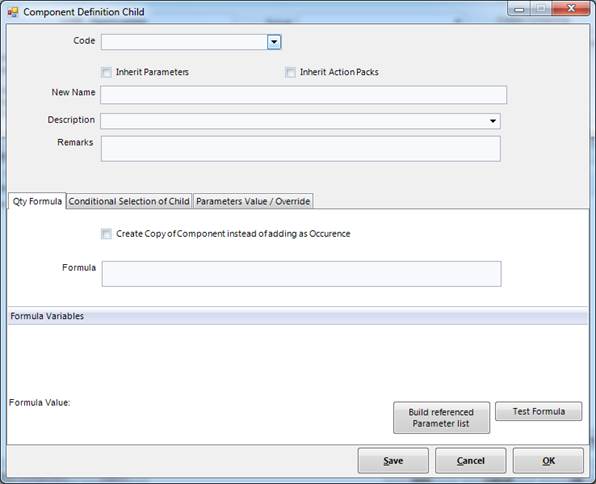 Component Definition Child
Code
Inherit Parameters Inherit Action Packs
New Name
Description
Remarks
Qty Formula Conditional Selection of Child Parameters Value / Override
Create Copy of Component instead of adding as Occurence
Formula
Formula Variables
Formula Value:
Build referenced
Parameter list
Test Formula
Save Cancel OK